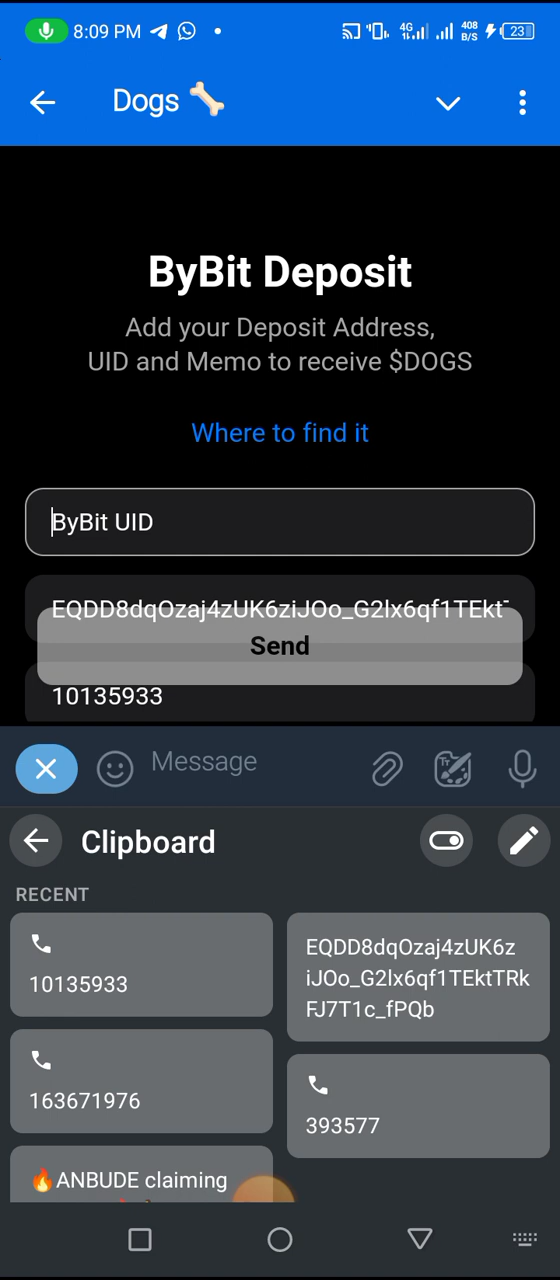 8:09 PM
4G
408
B/S
23
Dogs 🦴
ByBit Deposit
Add your Deposit Address,
UID and Memo to receive $DOGS
Where to find it
ByBit UID
EQDD8dqOzaj4zUK6ziJOo_G2lx6qf1TEkt
Send
10135933
Message
Clipboard
RECENT
10135933
EQDD8dqOzaj4zUK6z
iJOo_G2lx6qf1TEktTRk
FJ7T1c_fPQb
163671976
393577
🔥ANBUDE claiming